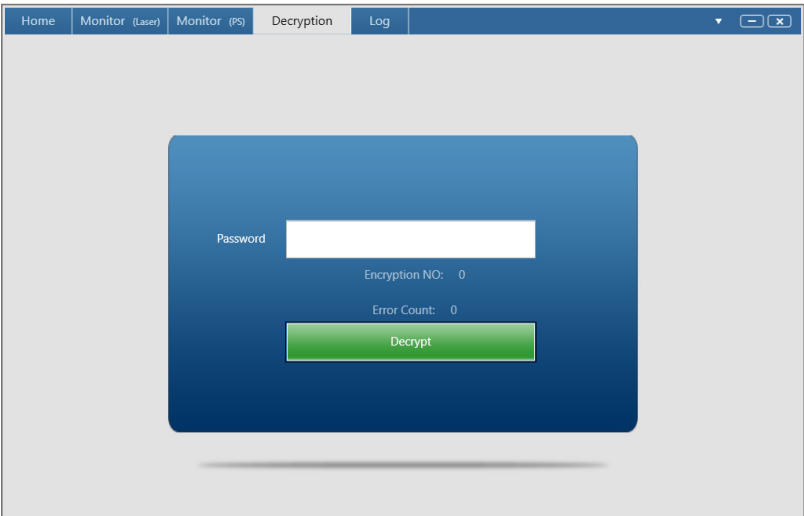 Home Monitor (Laser) Monitor (PS) Decryption Log
Password
Encryption NO: 0
Error Count: 0
Decrypt